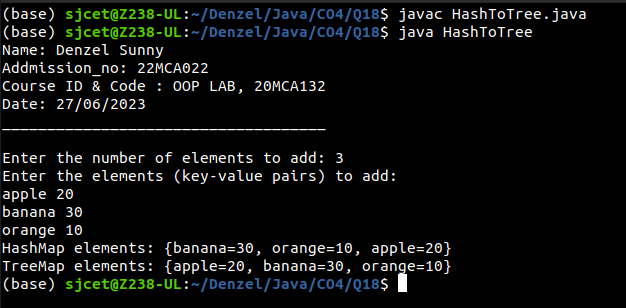 (base) sjcet@Z238-UL:~/Denzel/Java/CO4/Q18$ javac HashToTree.java
(base) sjcet@Z238-UL:~/Denzel/Java/CO4/Q18$ java HashToTree
Name: Denzel Sunny
Addmission_no: 22MCA022
Course ID & Code : OOP LAB, 20MCA132
Date: 27/06/2023
____________________________________
Enter the number of elements to add: 3
Enter the elements (key-value pairs) to add:
apple 20
banana 30
orange 10
HashMap elements: {banana=30, orange=10, apple=20}
TreeMap elements: {apple=20, banana=30, orange=10}
(base) sjcet@Z238-UL:~/Denzel/Java/CO4/Q18$